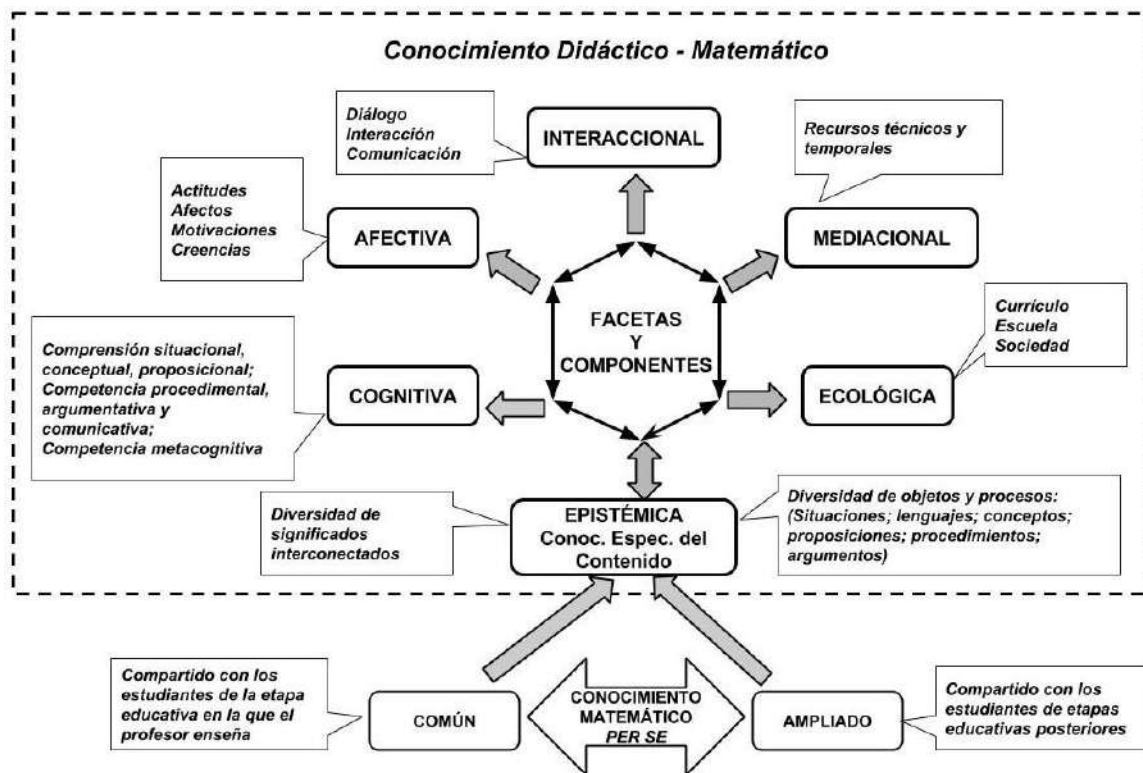 Conocimiento Didáctico - Matemático
Diálogo
Interacción
Comunicación
INTERACCIONAL
Recursos técnicos y
temporales
Actitudes
Afectos
Motivaciones
Creencias
AFECTIVA
MEDIACIONAL
FACETAS
Y
COMPONENTES
Currículo
Escuela
Sociedad
Comprensión situacional,
conceptual, proposicional;
Competencia procedimental,
argumentativa y
comunicativa;
Competencia metacognitiva
COGNITIVA
ECOLÓGICA
Diversidad de
significados
interconectados
EPISTÉMICA
Conoc. Espec. del
Contenido
Diversidad de objetos y procesos:
(Situaciones; lenguajes; conceptos;
proposiciones; procedimientos;
argumentos)
Compartido con los
estudiantes de la etapa
educativa en la que el
profesor enseña
COMÚN
CONOCIMIENTO
MATEMÁTICO
PER SE
AMPLIADO
Compartido con los
estudiantes de etapas
educativas posteriores